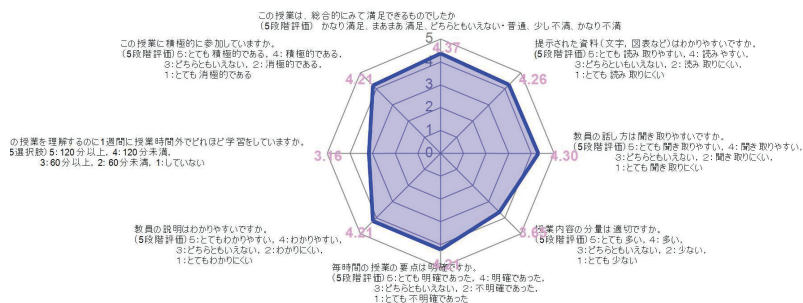 この授業は、総合的にみて満足できるものでしたか
(5段階評価) かなり満足、まあまあ満足、どちらともいえない・普通、少し不満、かなり不満
5
4.37
4
3
2
1
0
提示された資料(文字，図表など)はわかりやすいですか。
(5段階評価)5:とても読み取りやすい，4: 読みやすい，
3:どちらともいえない，2: 読み取りにくい，
1:とても読み取りにくい
4.26
教員の話し方は聞き取りやすいですか。
(5段階評価)5:とても聞き取りやすい，4: 聞き取りやすい，
3:どちらともいえない，2: 聞き取りにくい，
1:とても聞き取りにくい
4.30
授業内容の分量は適切ですか。
(5段階評価)5:とても多い，4: 多い，
3:どちらともいえない，2: 少ない，
1:とても少ない
毎時間の授業の要点は明確ですか。
(5段階評価)5:とても明確であった，4: 明確であった，
3:どちらともいえない，2: 不明確であった，
1:とても不明確であった
教員の説明はわかりやすいですか。
(5段階評価)5:とてもわかりやすい，4:わかりやすい，
3:どちらともいえない，2:わかりにくい，
1:とてもわかりにくい
4.21
の授業を理解するのに1週間に授業時間外でどれほど学習をしていますか。
5選択肢) 5:120分以上，4:120分未満，
3:60分以上，2: 60分未満，1:していない
3.16
この授業に積極的に参加していますか。
(5段階評価)5:とても積極的である，4: 積極的である，
3:どちらともいえない，2: 消極的である，
1:とても消極的である
4.21